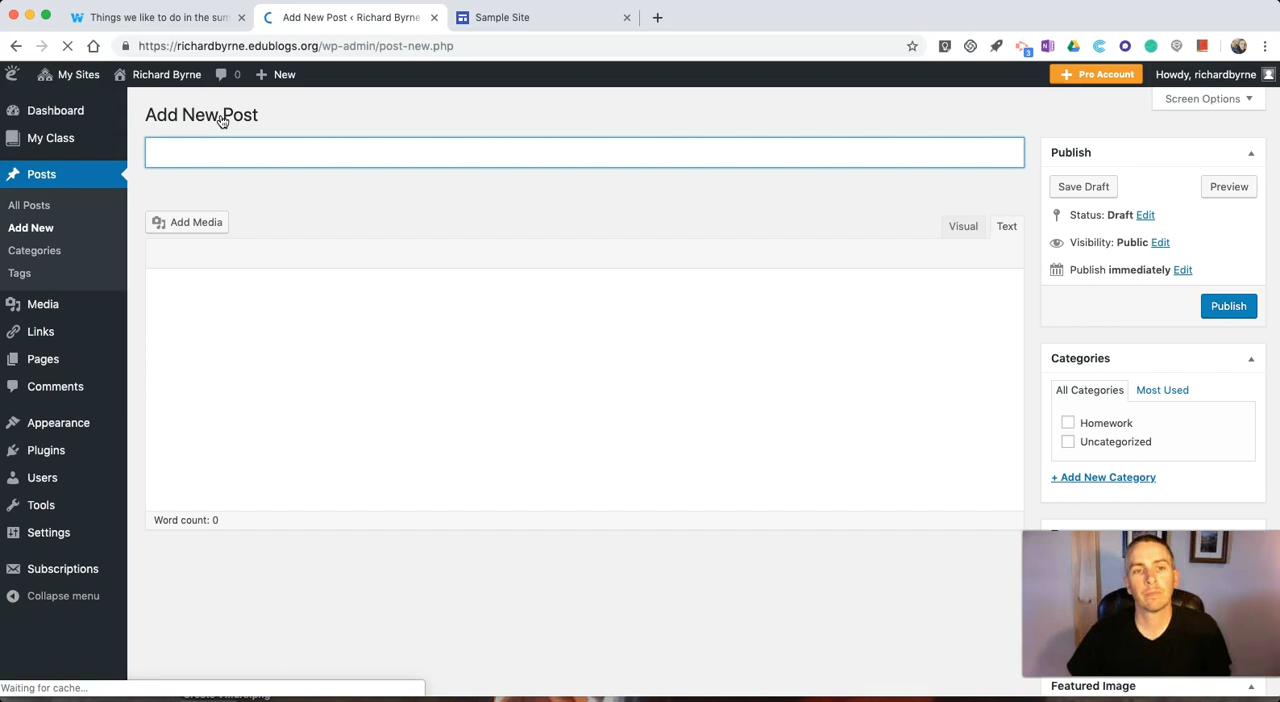 Things we like to do in the sum
Add New Post ‹ Richard Byrne
Sample Site
https://richardbyrne.edublogs.org/wp-admin/post-new.php
3
My Sites
Richard Byrne
0
New
Pro Account
Howdy, richardbyrne
Dashboard
My Class
Posts
All Posts
Add New
Categories
Tags
Media
Links
Pages
Comments
Appearance
Plugins
Users
Tools
Settings
Subscriptions
Collapse menu
Screen Options
Add New Post
Add Media
Visual
Text
Word count: 0
Publish
Save Draft
Preview
Status: Draft Edit
Visibility: Public Edit
Publish immediately Edit
Publish
Categories
All Categories
Most Used
Homework
Uncategorized
+ Add New Category
Featured Image
Waiting for cache...